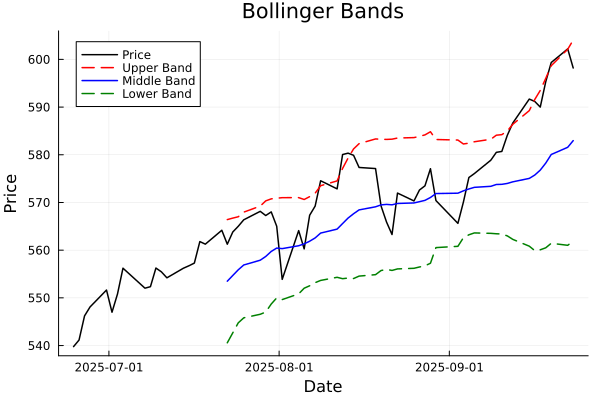 Bollinger Bands
Price
Upper Band
Middle Band
Lower Band
600
590
580
570
560
550
540
Price
2025-07-01
2025-08-01
2025-09-01
Date